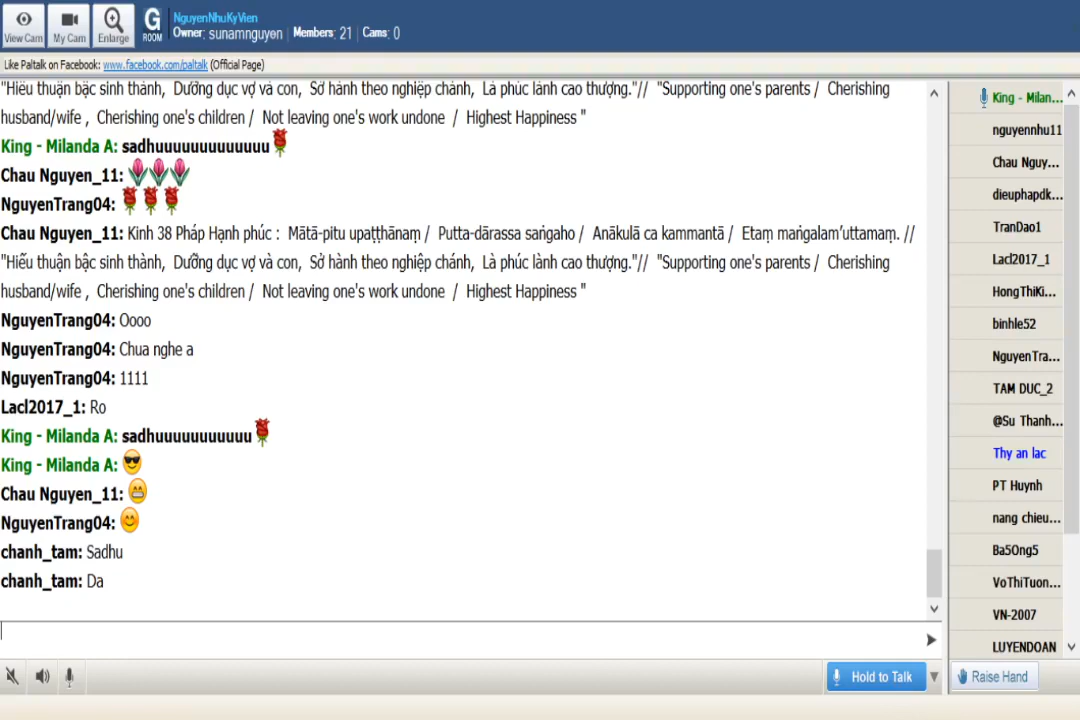 View Cam
My Cam
Enlarge
G
ROOM
NguyenNhuKyVien
Owner: sunamnguyen | Members: 21 | Cams: 0
Like Paltalk on Facebook: www.facebook.com/paltalk (Official Page)
"Hiếu thuận bậc sinh thành, Dưỡng dục vợ và con, Sở hành theo nghiệp chánh, Là phúc lành cao thượng."// "Supporting one's parents / Cherishing
husband/wife , Cherishing one's children / Not leaving one's work undone / Highest Happiness "
King - Milanda A: sadhuuuuuuuuuuuuu
Chau Nguyen_11:
NguyenTrang04:
Chau Nguyen_11: Kinh 38 Pháp Hạnh phúc : Mātā-pitu upaṭṭhānaṃ / Putta-dārassa saṅgaho / Anākulā ca kammantā / Etaṃ maṅgalam'uttamaṃ. //
"Hiếu thuận bậc sinh thành, Dưỡng dục vợ và con, Sở hành theo nghiệp chánh, Là phúc lành cao thượng."// "Supporting one's parents / Cherishing
husband/wife , Cherishing one's children / Not leaving one's work undone / Highest Happiness "
NguyenTrang04: Oooo
NguyenTrang04: Chua nghe a
NguyenTrang04: 1111
Lacl2017_1: Ro
King - Milanda A: sadhuuuuuuuuuuu
King - Milanda A:
Chau Nguyen_11:
NguyenTrang04:
chanh_tam: Sadhu
chanh_tam: Da
King - Milan...
nguyennhu11
Chau Nguy...
dieuphapdk...
TranDao1
Lacl2017_1
HongThiKi...
binhle52
NguyenTra...
TAM DUC_2
@Su Thanh...
Thy an lac
PT Huynh
nang chieu...
Ba5Ong5
VoThiTuon...
VN-2007
LUYENDOAN
Hold to Talk
Raise Hand